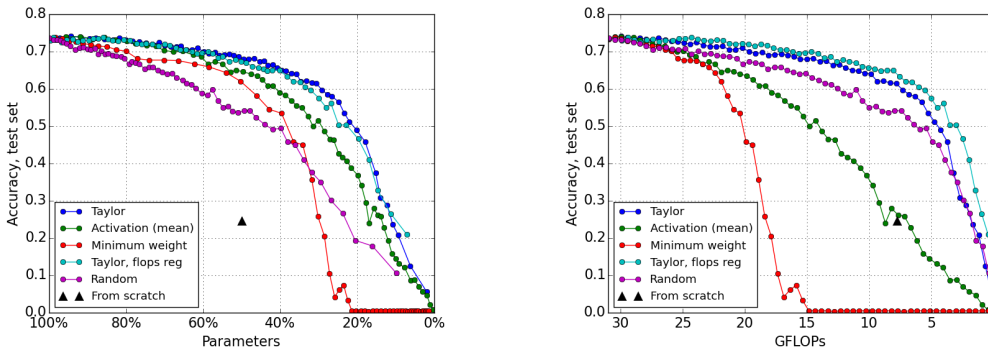 0.8
0.7
0.6
0.5
0.4
0.3
0.2
0.1
0.0
Accuracy, test set
Taylor
Activation (mean)
Minimum weight
Taylor, flops reg
Random
From scratch
100% 80% 60% 40% 20% 0%
Parameters
0.8
0.7
0.6
0.5
0.4
0.3
0.2
0.1
0.0
Accuracy, test set
Taylor
Activation (mean)
Minimum weight
Taylor, flops reg
Random
From scratch
30 25 20 15 10 5
GFLOPs